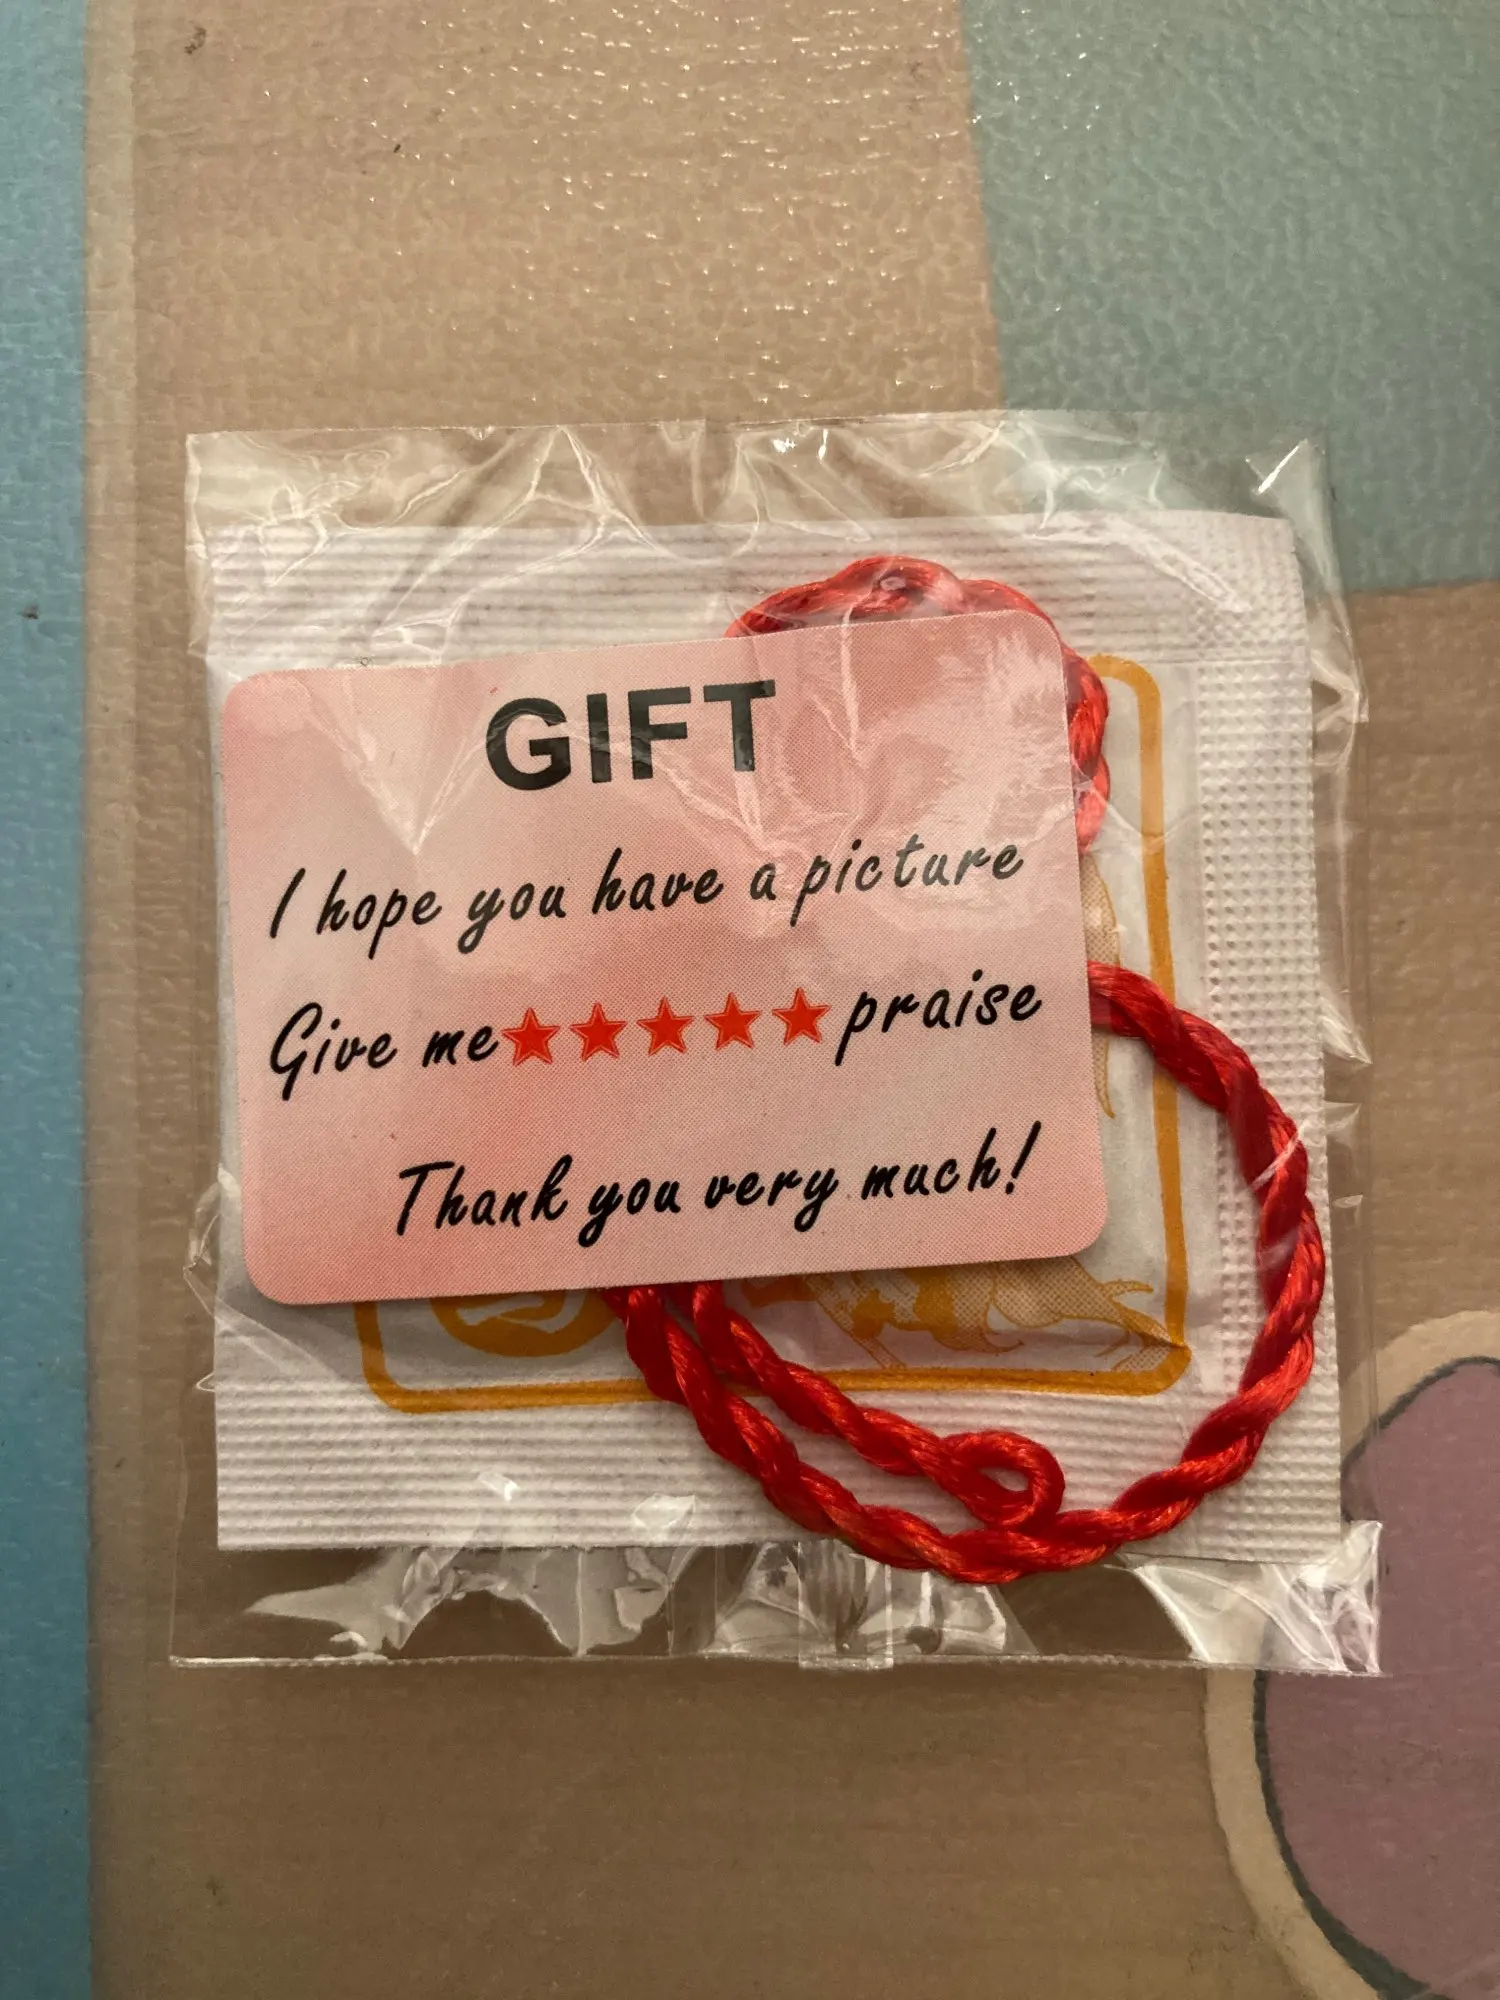 GIFT
I hope you have a picture
Give me★★★★★praise
Thank you very much!